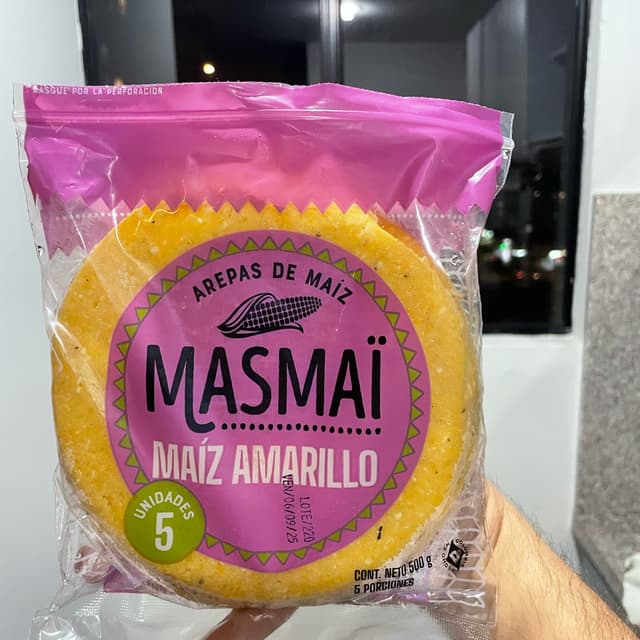 RASGUE POR LA PERFORACIÓN
AREPAS DE MAÍZ
MASMAÏ
MAÍZ AMARILLO
UNIDADES
5
VEN/06/09/25
LOTE/220
CONT. NETO 500 g
5 PORCIONES